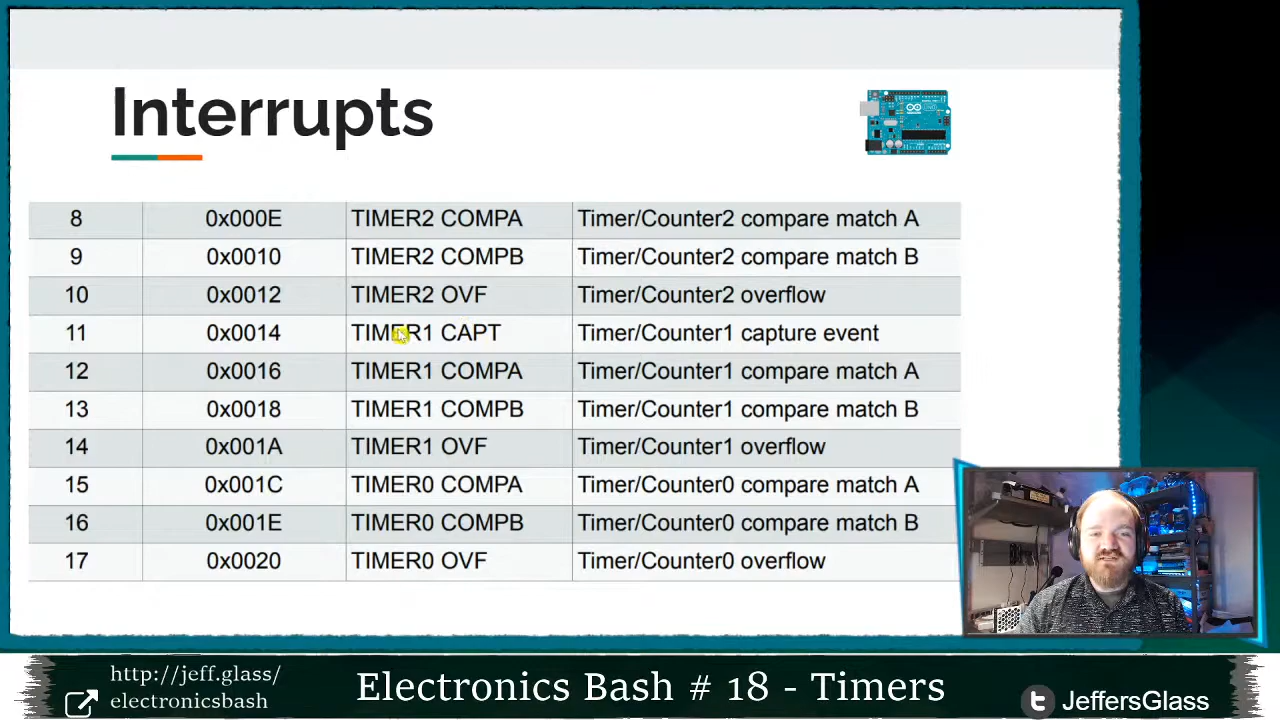 Interrupts
8 0x000E TIMER2 COMPA Timer/Counter2 compare match A
9 0x0010 TIMER2 COMPB Timer/Counter2 compare match B
10 0x0012 TIMER2 OVF Timer/Counter2 overflow
11 0x0014 TIMER1 CAPT Timer/Counter1 capture event
12 0x0016 TIMER1 COMPA Timer/Counter1 compare match A
13 0x0018 TIMER1 COMPB Timer/Counter1 compare match B
14 0x001A TIMER1 OVF Timer/Counter1 overflow
15 0x001C TIMER0 COMPA Timer/Counter0 compare match A
16 0x001E TIMER0 COMPB Timer/Counter0 compare match B
17 0x0020 TIMER0 OVF Timer/Counter0 overflow
http://jeff.glass/
electronicsbash
Electronics Bash # 18 - Timers
JeffersGlass